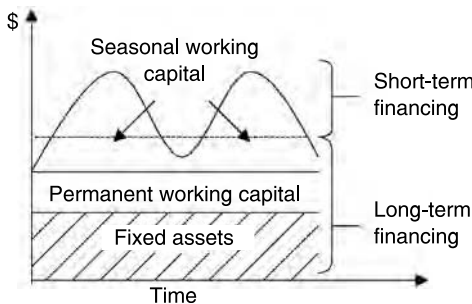 $
Seasonal working
capital
Short-term
financing
Permanent working capital
Fixed assets
Long-term
financing
Time